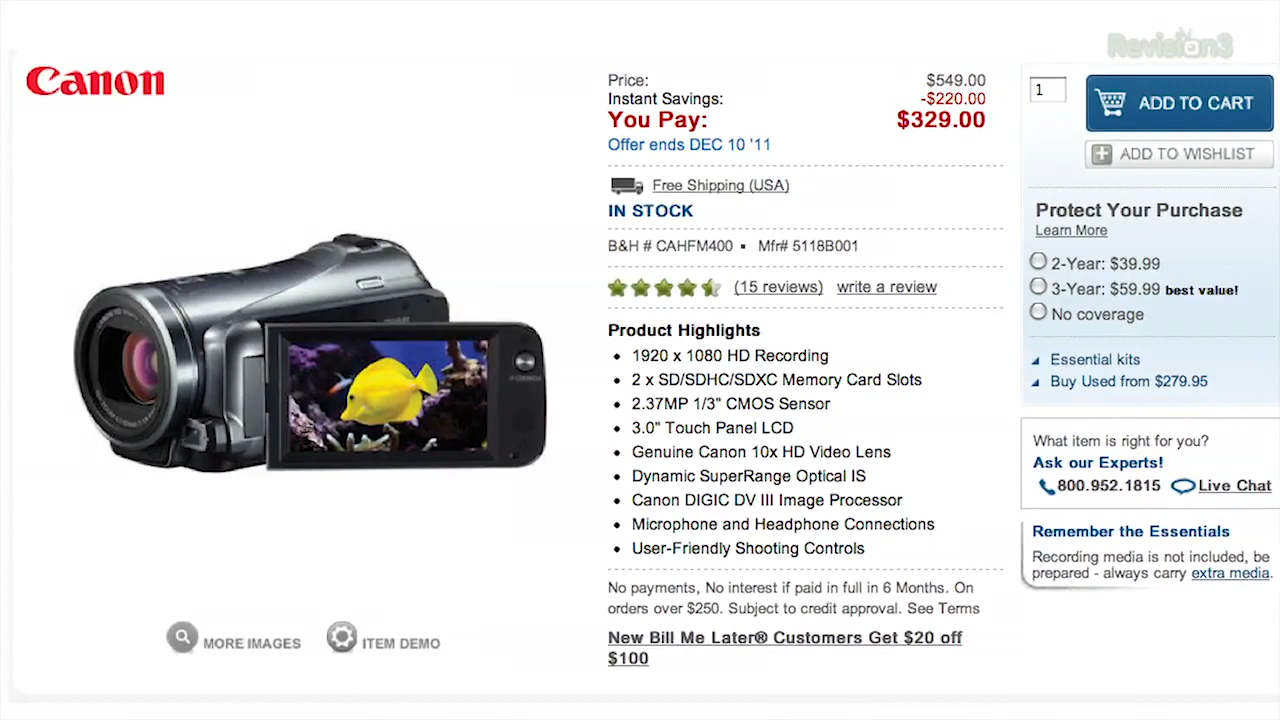 Revision3
Canon
Price: $549.00
Instant Savings: -$220.00
You Pay: $329.00
Offer ends DEC 10 '11
Free Shipping (USA)
IN STOCK
B&H # CAHFM400 ▪ Mfr# 5118B001
(15 reviews) write a review
Product Highlights
• 1920 x 1080 HD Recording
• 2 x SD/SDHC/SDXC Memory Card Slots
• 2.37MP 1/3" CMOS Sensor
• 3.0" Touch Panel LCD
• Genuine Canon 10x HD Video Lens
• Dynamic SuperRange Optical IS
• Canon DIGIC DV III Image Processor
• Microphone and Headphone Connections
• User-Friendly Shooting Controls
No payments, No interest if paid in full in 6 Months. On
orders over $250. Subject to credit approval. See Terms
New Bill Me Later® Customers Get $20 off
$100
MORE IMAGES ITEM DEMO
1 ADD TO CART
ADD TO WISHLIST
Protect Your Purchase
Learn More
2-Year: $39.99
3-Year: $59.99 best value!
No coverage
Essential kits
Buy Used from $279.95
What item is right for you?
Ask our Experts!
800.952.1815 Live Chat
Remember the Essentials
Recording media is not included, be
prepared - always carry extra media.